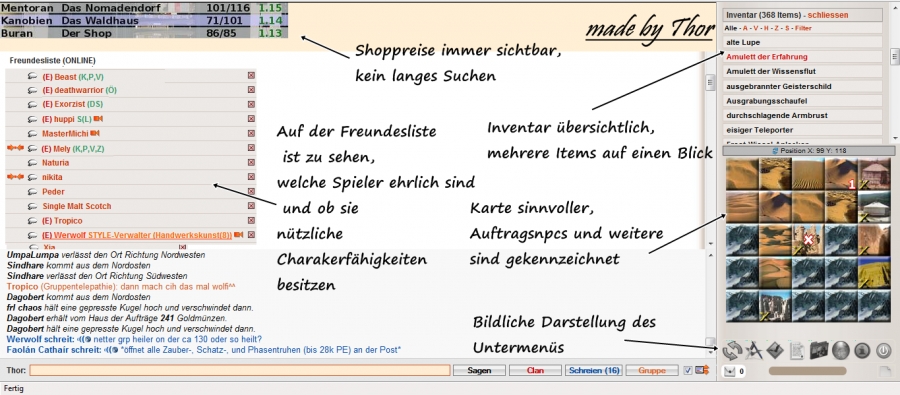 Mentoran Das Nomadendorf 101/116 1.15
Kanobien Das Waldhaus 71/101 1.14
Buran Der Shop 86/85 1.13
made by Thor
Shoppreise immer sichtbar,
kein langes Suchen
Freundesliste (ONLINE)
(E) Beast (K,P,V)
(E) deathwarrior (Ö)
(E) Exorzist (DS)
(E) huppi S(L)
MasterMichi
(E) Mely (K,P,V,Z)
Naturia
nikita
Peder
Single Malt Scotch
(E) Tropico
(E) Werwolf STYLE-Verwalter (Handwerkskunst(8))
Xia
Auf der Freundesliste
ist zu sehen,
welche Spieler ehrlich sind
und ob sie
nützliche
Charakerfähigkeiten
besitzen
Inventar übersichtlich,
mehrere Items auf einen Blick
Karte sinnvoller,
Auftragsnpcs und weitere
sind gekennzeichnet
Bildliche Darstellung des
Untermenüs
UmpaLumpa verlässt den Ort Richtung Nordwesten
Sindhare kommt aus dem Nordosten
Sindhare verlässt den Ort Richtung Südwesten
Tropico (Gruppentelepathie): dann mach cih das mal wolfi^^
Dagobert kommt aus dem Nordosten
frl chaos hält eine gepresste Kugel hoch und verschwindet dann.
Dagobert erhält vom Haus der Aufträge 241 Goldmünzen.
Dagobert hält eine gepresste Kugel hoch und verschwindet dann.
Werwolf schreit: netter grp heiler on der ca 130 oder so heilt?
Faolán Cathair schreit: *öffnet alle Zauber-, Schatz-, und Phasentruhen (bis 28k PE) an der Post*
Thor:
Sagen
Clan
Schreien (16)
Gruppe
Fertig
Inventar (368 Items) - schliessen
Alle - A - V - H - Z - S - Filter
alte Lupe
Amulett der Erfahrung
Amulett der Wissensflut
ausgebrannter Geisterschild
Ausgrabungsschaufel
durchschlagende Armbrust
eisiger Teleporter
Position X: 99 Y: 118
1
0